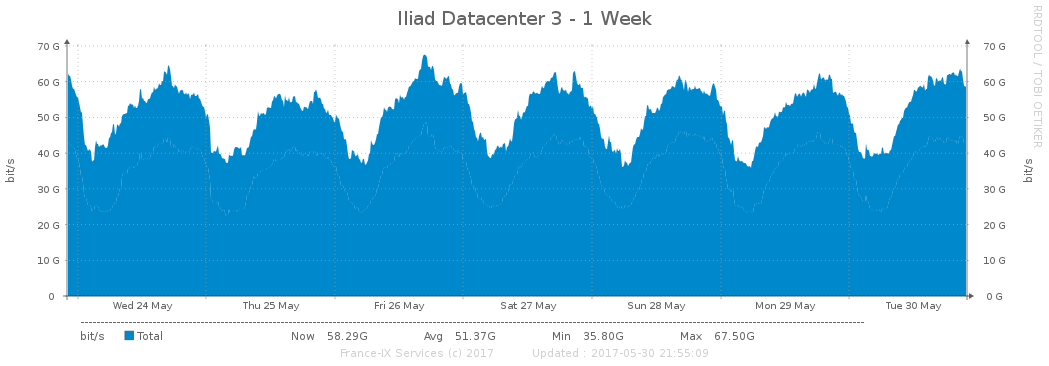 Iliad Datacenter 3 - 1 Week
RRDTOOL / TOBI OETIKER
70 G
70 G
60 G
60 G
50 G
50 G
40 G
40 G
30 G
30 G
20 G
20 G
10 G
10 G
0
0 G
bit/s
bit/s
Wed 24 May Thu 25 May Fri 26 May Sat 27 May Sun 28 May Mon 29 May Tue 30 May
bit/s Total Now 58.29G Avg 51.37G Min 35.80G Max 67.50G
France-IX Services (c) 2017 Updated : 2017-05-30 21:55:09